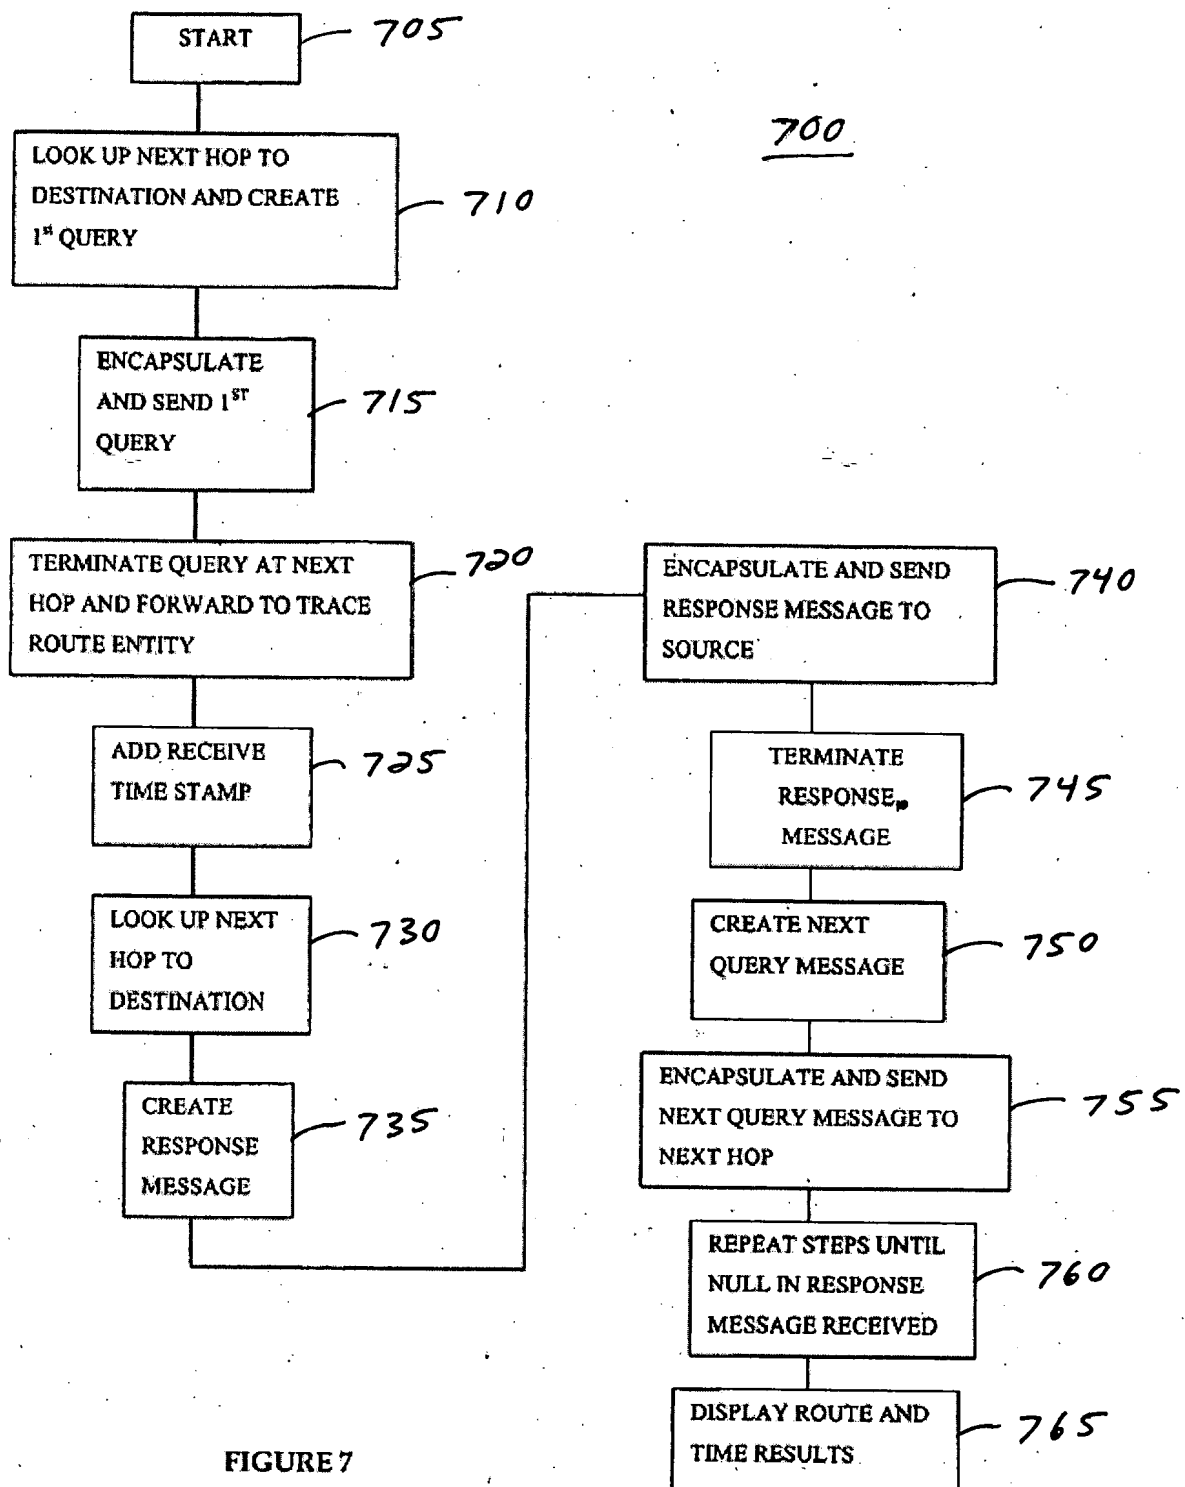 START
705
700
LOOK UP NEXT HOP TO
DESTINATION AND CREATE
1st QUERY
710
ENCAPSULATE
AND SEND 1ST
QUERY
715
TERMINATE QUERY AT NEXT
HOP AND FORWARD TO TRACE
ROUTE ENTITY
720
ADD RECEIVE
TIME STAMP
725
LOOK UP NEXT
HOP TO
DESTINATION
730
CREATE
RESPONSE
MESSAGE
735
ENCAPSULATE AND SEND
RESPONSE MESSAGE TO
SOURCE
740
TERMINATE
RESPONSE
MESSAGE
745
CREATE NEXT
QUERY MESSAGE
750
ENCAPSULATE AND SEND
NEXT QUERY MESSAGE TO
NEXT HOP
755
REPEAT STEPS UNTIL
NULL IN RESPONSE
MESSAGE RECEIVED
760
DISPLAY ROUTE AND
TIME RESULTS
765
FIGURE 7